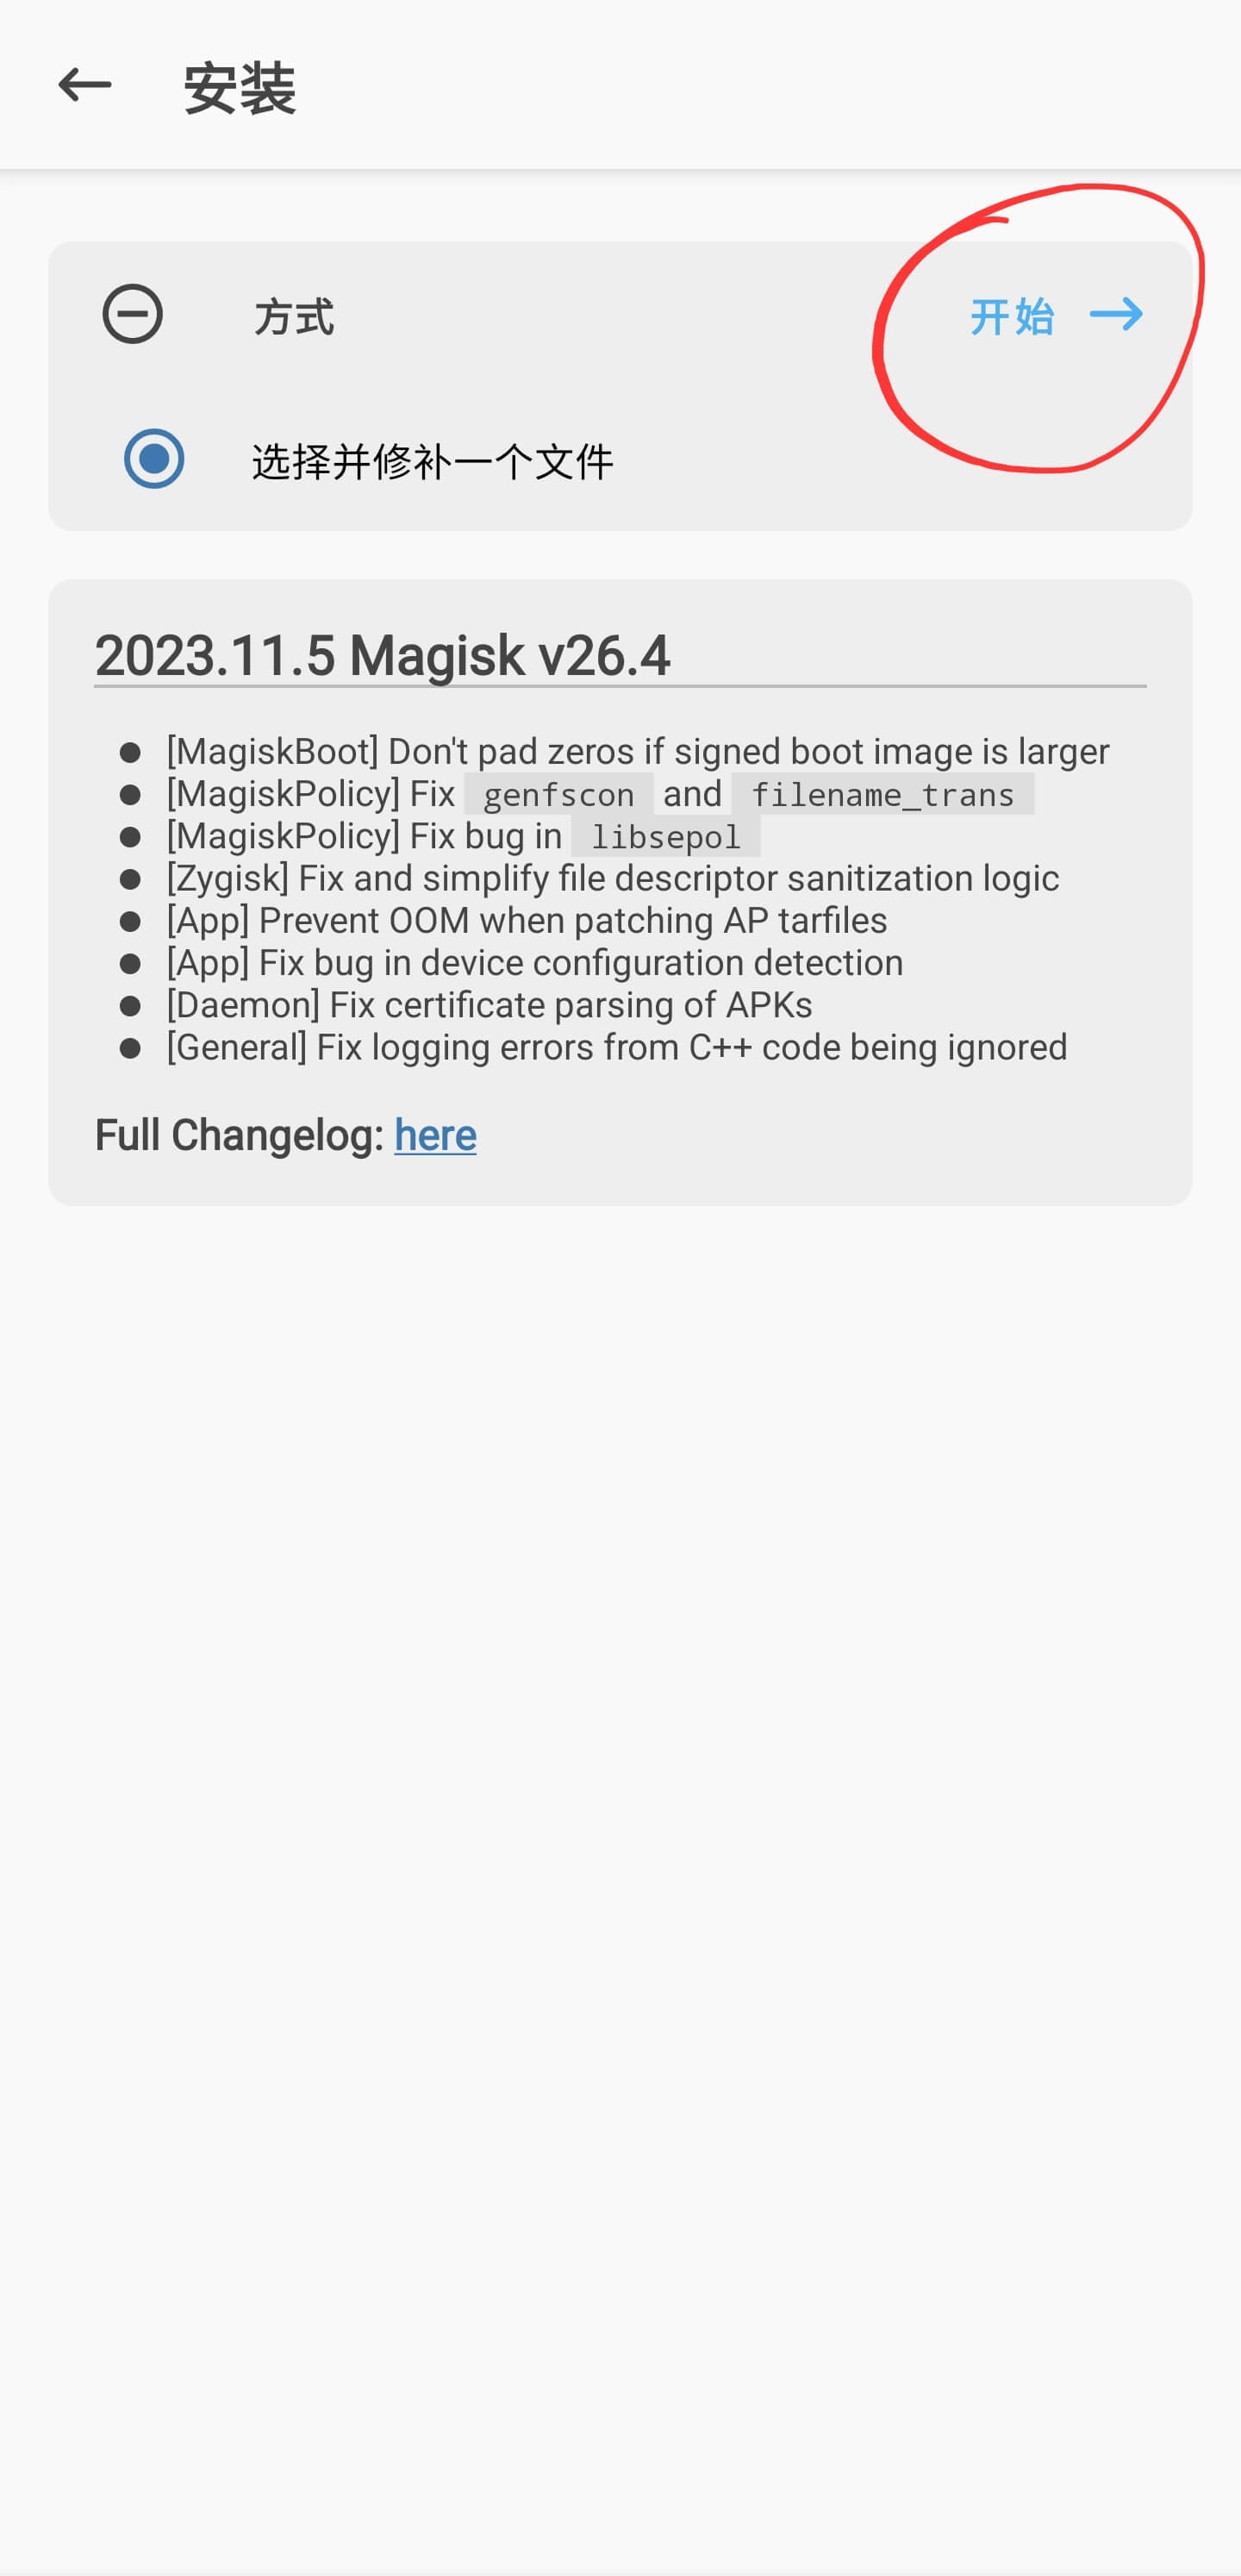 安装
方式
开始
选择并修补一个文件
2023.11.5 Magisk v26.4
[MagiskBoot] Don't pad zeros if signed boot image is larger
[MagiskPolicy] Fix genfscon and filename_trans
[MagiskPolicy] Fix bug in libsepol
[Zygisk] Fix and simplify file descriptor sanitization logic
[App] Prevent OOM when patching AP tarfiles
[App] Fix bug in device configuration detection
[Daemon] Fix certificate parsing of APKs
[General] Fix logging errors from C++ code being ignored
Full Changelog: here